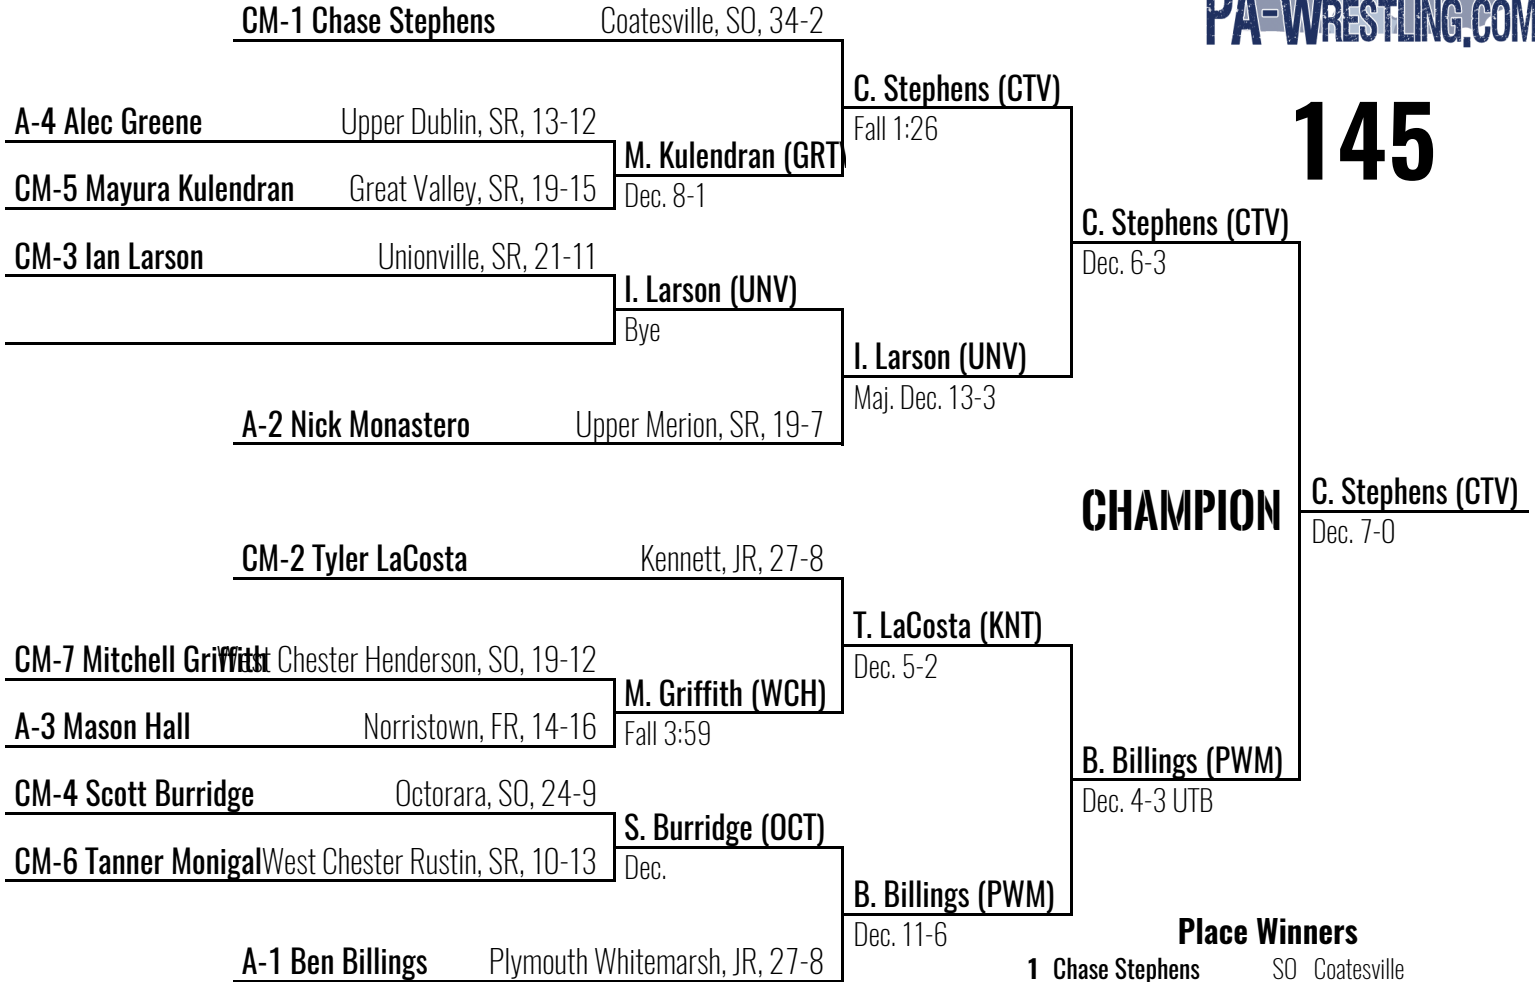 PA-WRESTLING.COM
145
CM-1 Chase Stephens Coatesville, SO, 34-2
C. Stephens (CTV)
Fall 1:26
A-4 Alec Greene Upper Dublin, SR, 13-12
M. Kulendran (GRT)
Dec. 8-1
CM-5 Mayura Kulendran Great Valley, SR, 19-15
C. Stephens (CTV)
Dec. 6-3
CM-3 Ian Larson Unionville, SR, 21-11
I. Larson (UNV)
Bye
I. Larson (UNV)
Maj. Dec. 13-3
A-2 Nick Monastero Upper Merion, SR, 19-7
CHAMPION
C. Stephens (CTV)
Dec. 7-0
CM-2 Tyler LaCosta Kennett, JR, 27-8
T. LaCosta (KNT)
Dec. 5-2
CM-7 Mitchell Griffith West Chester Henderson, SO, 19-12
M. Griffith (WCH)
Fall 3:59
A-3 Mason Hall Norristown, FR, 14-16
B. Billings (PWM)
Dec. 4-3 UTB
CM-4 Scott Burridge Octorara, SO, 24-9
S. Burridge (OCT)
Dec.
CM-6 Tanner Monigal West Chester Rustin, SR, 10-13
B. Billings (PWM)
Dec. 11-6
A-1 Ben Billings Plymouth Whitemarsh, JR, 27-8
Place Winners
1 Chase Stephens SO Coatesville